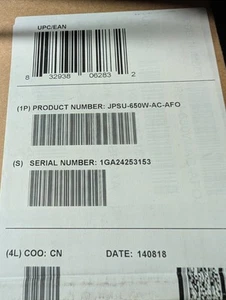 UPC/EAN
8 32938 06283 2
(1P) PRODUCT NUMBER: JPSU-650W-AC-AFO
(S) SERIAL NUMBER: 1GA24253153
(4L) COO: CN DATE: 140818